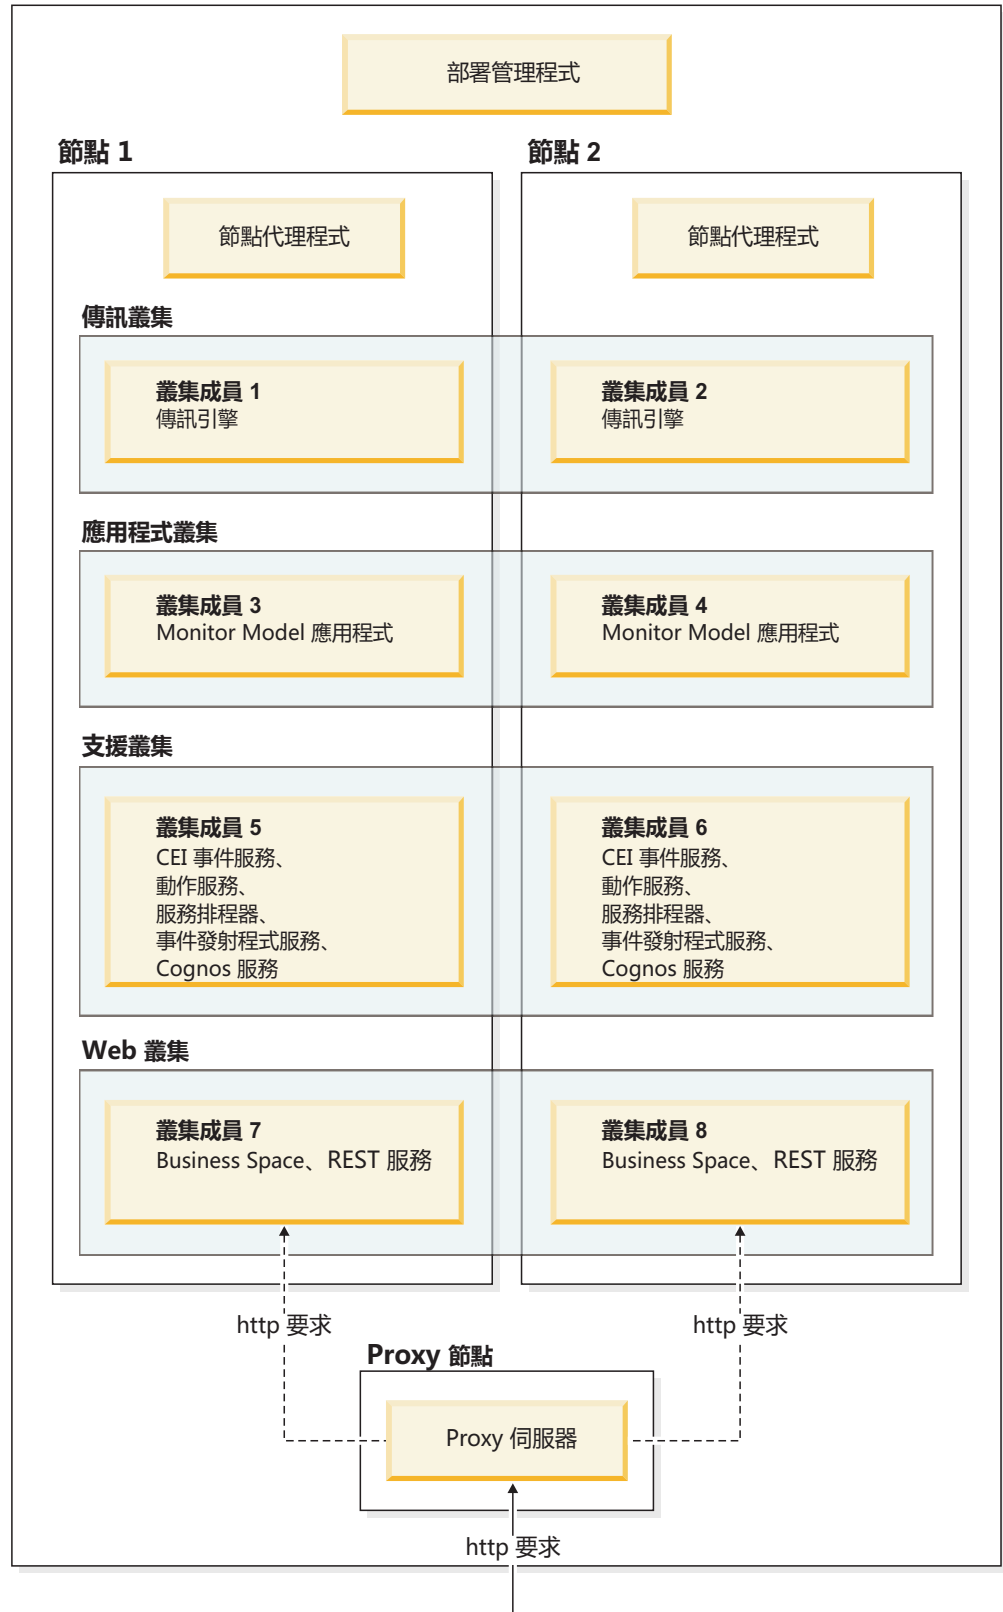 部署管理程式
節點 1
節點 2
節點代理程式
節點代理程式
傳訊叢集
叢集成員 1
傳訊引擎
叢集成員 2
傳訊引擎
應用程式叢集
叢集成員 3
Monitor Model 應用程式
叢集成員 4
Monitor Model 應用程式
支援叢集
叢集成員 5
CEI 事件服務、
動作服務、
服務排程器、
事件發射程式服務、
Cognos 服務
叢集成員 6
CEI 事件服務、
動作服務、
服務排程器、
事件發射程式服務、
Cognos 服務
Web 叢集
叢集成員 7
Business Space、REST 服務
叢集成員 8
Business Space、REST 服務
http 要求
http 要求
Proxy 節點
Proxy 伺服器
http 要求